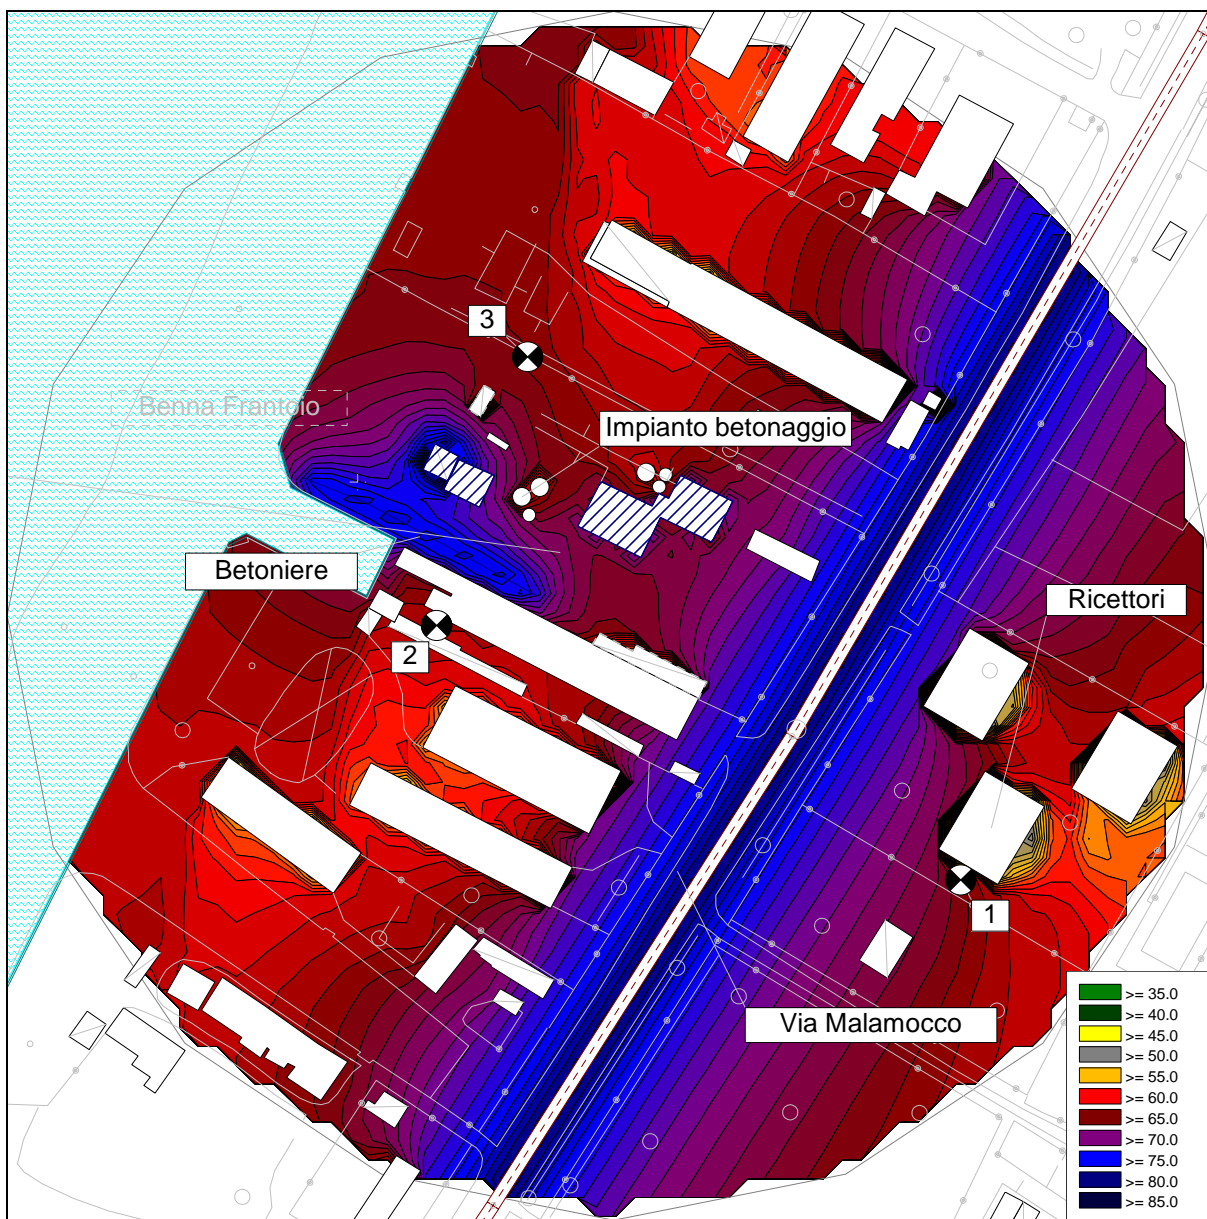 3
Benna Frantoio
Impianto betonaggio
Betoniere
Ricettori
2
1
Via Malamocco
>= 35.0
>= 40.0
>= 45.0
>= 50.0
>= 55.0
>= 60.0
>= 65.0
>= 70.0
>= 75.0
>= 80.0
>= 85.0